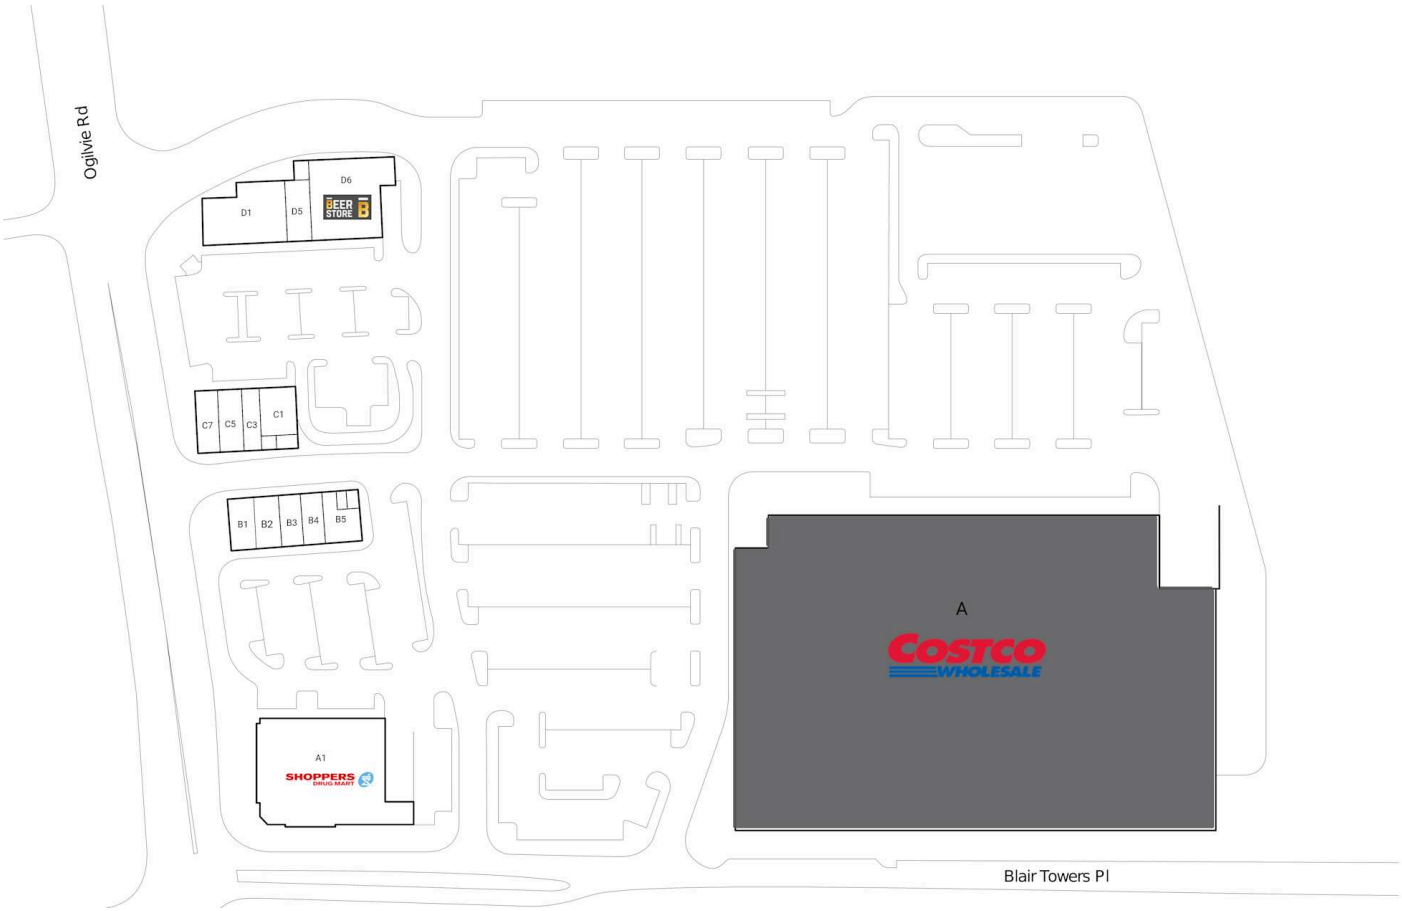 Ogilvie Rd
D6
D1
D5
BEER
STORE B
C7
C5
C3
C1
B1
B2
B3
B4
B5
A
COSTCO
WHOLESALE
A1
SHOPPERS
DRUG MART
Blair Towers Pl